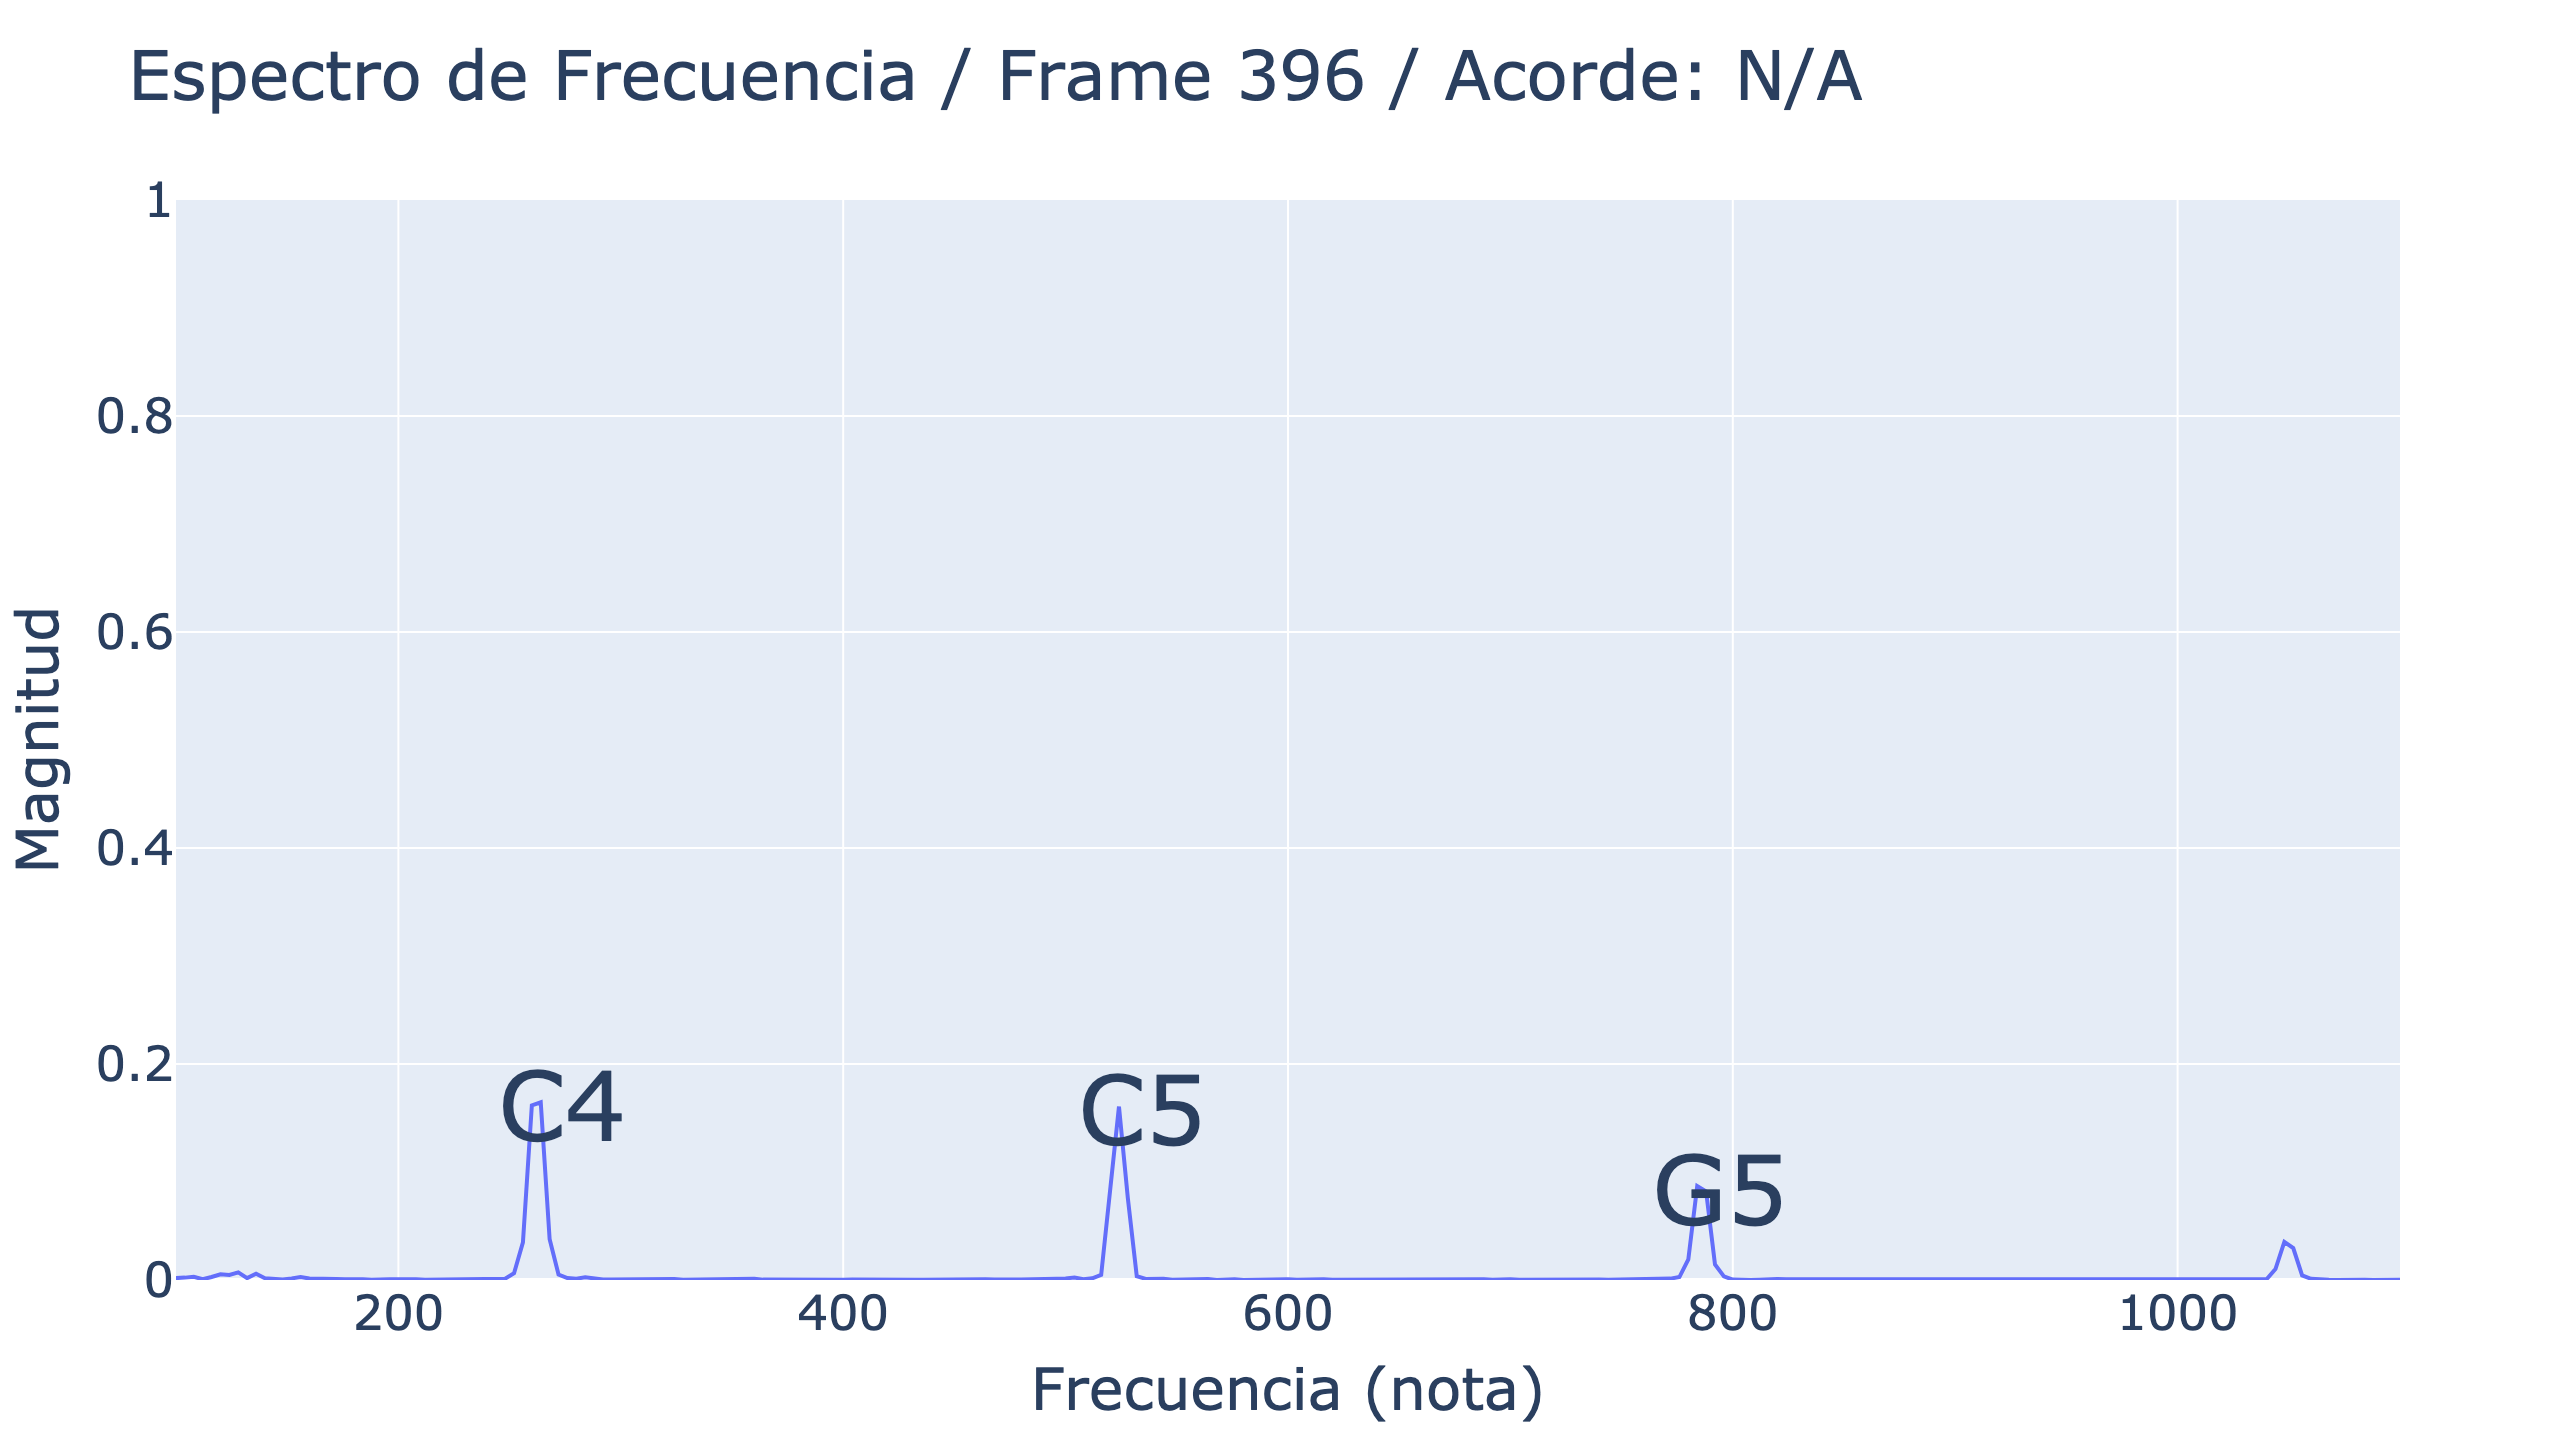 Espectro de Frecuencia / Frame 396 / Acorde: N/A
1
0.8
0.6
0.4
0.2
0
Magnitud
C4
C5
G5
200 400 600 800 1000
Frecuencia (nota)